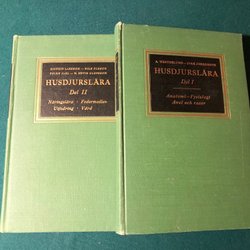 HUSDJURSLÄRA
Del II
Näringslära · Fodermedlen
Utfodring · Vård
HUSDJURSLÄRA
Del I
Anatomi—Fysiologi
Avel och raser